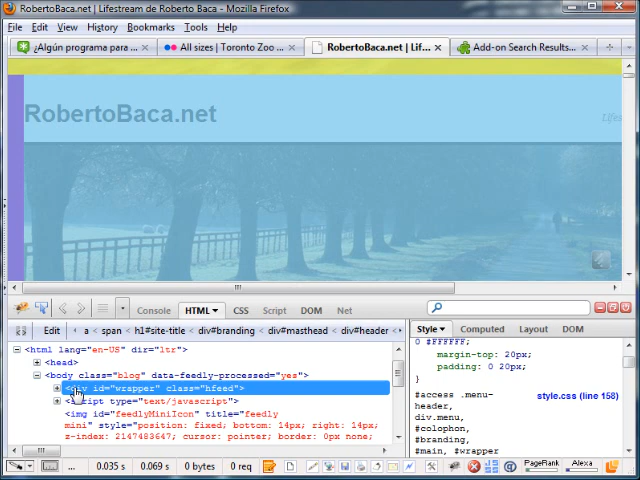 RobertoBaca.net | Lifestream de Roberto Baca - Mozilla Firefox
File Edit View History Bookmarks Tools Help
¿Algún programa para ...
All sizes | Toronto Zoo ...
RobertoBaca.net | Lif...
Add-on Search Results...
RobertoBaca.net
Lifes
Console HTML CSS Script DOM Net
Edit a < span < h1#site-title < div#branding < div#masthead < div#header <
Style Computed Layout DOM
<html lang="en-US" dir="ltr">
<head>
<body class="blog" data-feedly-processed="yes">
<div id="wrapper" class="hfeed">
<script type="text/javascript">
<img id="feedlyMiniIcon" title="feedly
mini" style="position: fixed; bottom: 14px; right: 14px;
z-index: 2147483647; cursor: pointer; border: 0px none;
0 #FFFFFF;
margin-top: 20px;
padding: 0 20px;
}
#access .menu- style.css (line 158)
header,
div.menu,
#colophon,
#branding,
#main, #wrapper
0.035 s 0.069 s 0 bytes 0 req PageRank Alexa